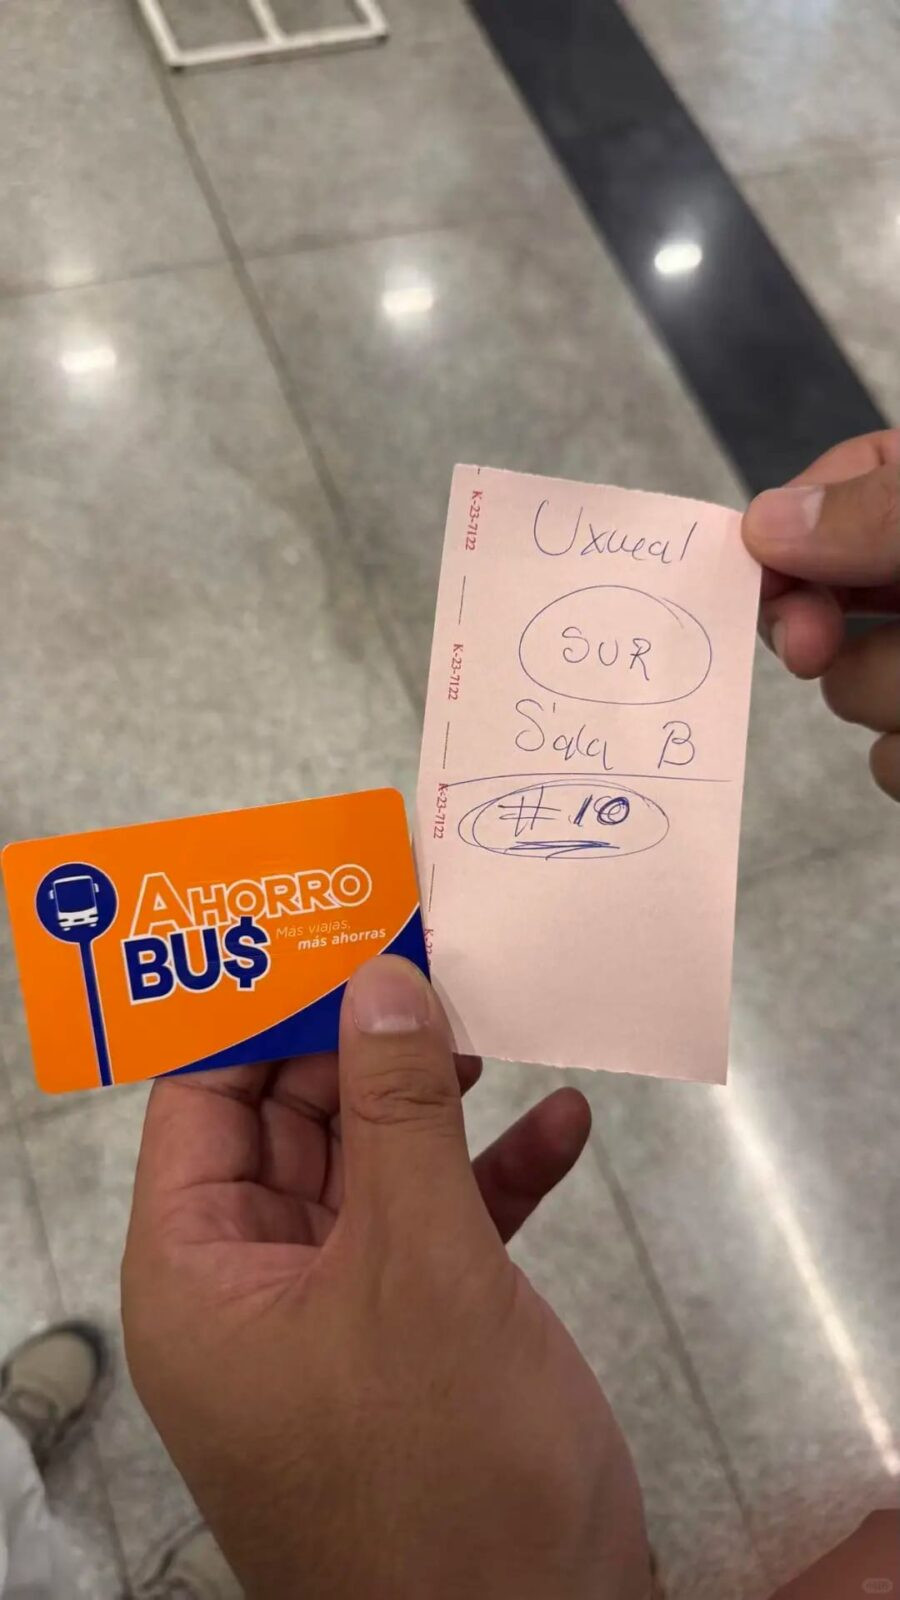 Uxmal
SUR
Sala B
#10
K-23-7122
K-23-7122
K-23-7122
AHORRO
BU$
Más viajas,
más ahorras